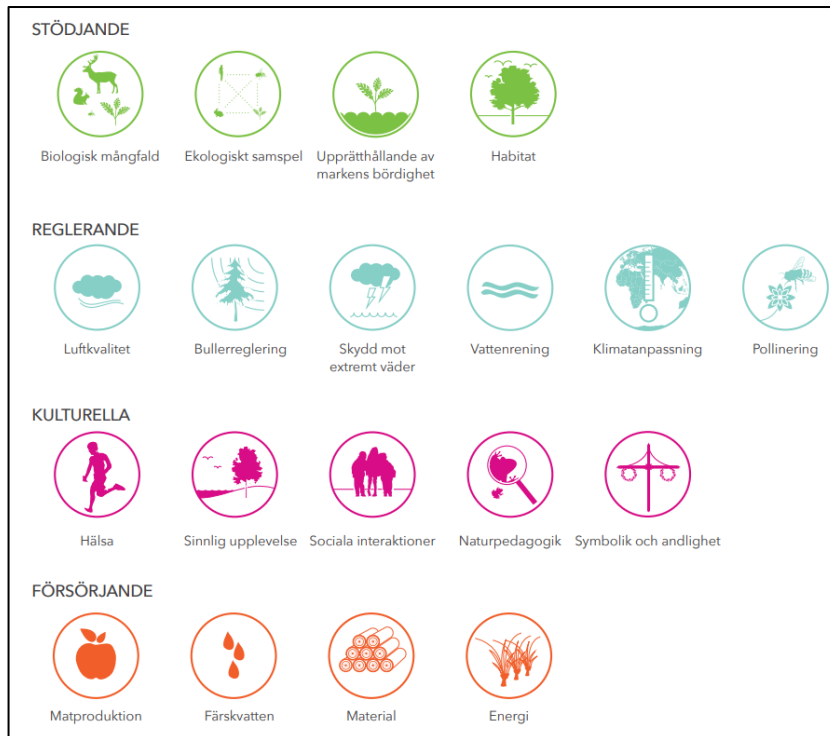 STÖDJANDE
Biologisk mångfald
Ekologiskt samspel
Upprätthållande av
markens bördighet
Habitat
REGLERANDE
Luftkvalitet
Bullerreglering
Skydd mot
extremt väder
Vattenrening
Klimatanpassning
Pollinering
KULTURELLA
Hälsa
Sinnlig upplevelse
Sociala interaktioner
Naturpedagogik
Symbolik och andlighet
FÖRSÖRJANDE
Matproduktion
Färskvatten
Material
Energi